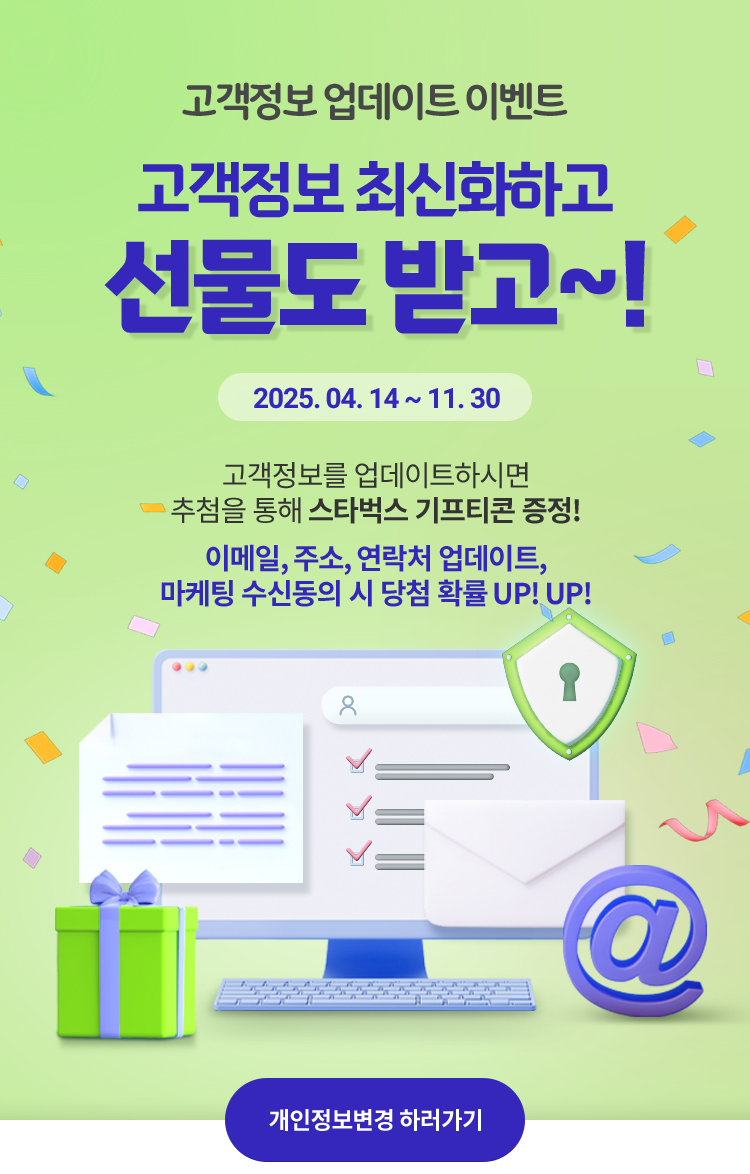 고객정보 업데이트 이벤트
고객정보 최신화하고
선물도 받고~!
2025. 04. 14 ~ 11. 30
고객정보를 업데이트하시면
추첨을 통해 스타벅스 기프티콘 증정!
이메일, 주소, 연락처 업데이트,
마케팅 수신동의 시 당첨 확률 UP! UP!
@
개인정보변경 하러가기